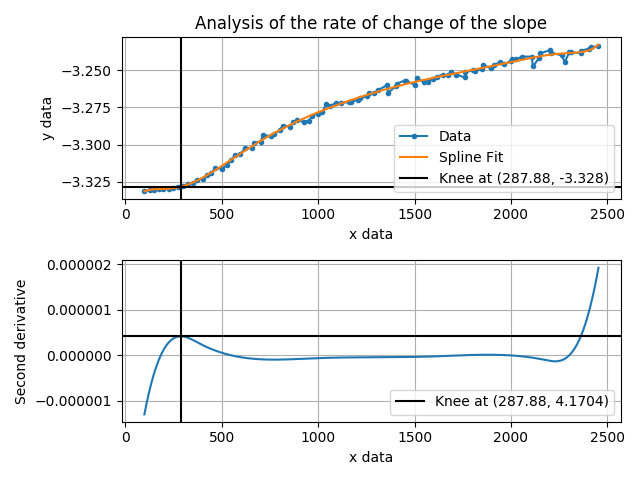 Analysis of the rate of change of the slope
y data
−3.250
−3.275
−3.300
−3.325
Data
Spline Fit
Knee at (287.88, -3.328)
0 500 1000 1500 2000 2500
x data
Second derivative
0.000002
0.000001
0.000000
−0.000001
Knee at (287.88, 4.1704)
0 500 1000 1500 2000 2500
x data